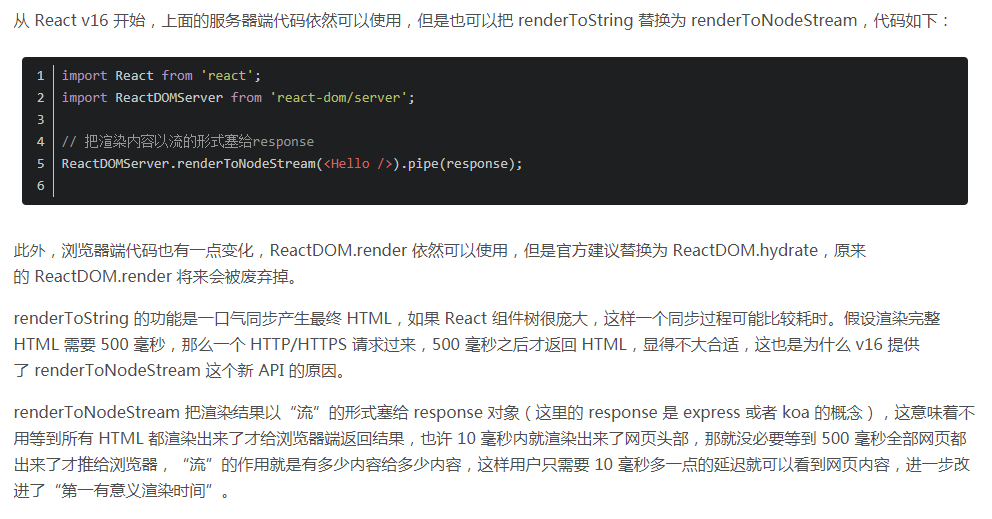 从 React v16 开始，上面的服务器端代码依然可以使用，但是也可以把 renderToString 替换为 renderToNodeStream，代码如下：
1 import React from 'react';
2 import ReactDOMServer from 'react-dom/server';
3
4 // 把渲染内容以流的形式塞给response
5 ReactDOMServer.renderToNodeStream(<Hello />).pipe(response);
6
此外，浏览器端代码也有一点变化，ReactDOM.render 依然可以使用，但是官方建议替换为 ReactDOM.hydrate，原来
的 ReactDOM.render 将来会被废弃掉。
renderToString 的功能是一口气同步产生最终 HTML，如果 React 组件树很庞大，这样一个同步过程可能比较耗时。假设渲染完整
HTML 需要 500 毫秒，那么一个 HTTP/HTTPS 请求过来，500 毫秒之后才返回 HTML，显得不大合适，这也是为什么 v16 提供
了 renderToNodeStream 这个新 API 的原因。
renderToNodeStream 把渲染结果以“流”的形式塞给 response 对象（这里的 response 是 express 或者 koa 的概念），这意味着不
用等到所有 HTML 都渲染出来了才给浏览器端返回结果，也许 10 毫秒内就渲染出来了网页头部，那就没必要等到 500 毫秒全部网页都
出来了才推给浏览器，“流”的作用就是有多少内容给多少内容，这样用户只需要 10 毫秒多一点的延迟就可以看到网页内容，进一步改
进了“第一有意义渲染时间”。